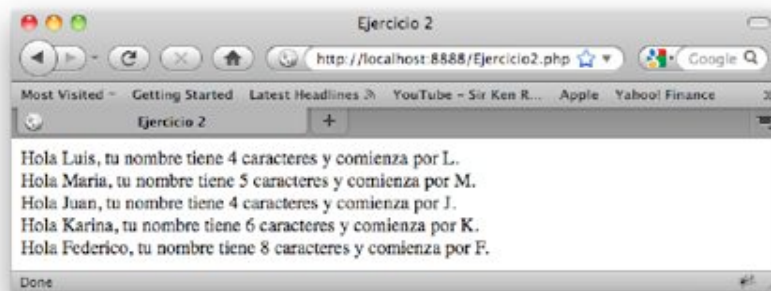 Ejercicio 2
http://localhost:8888/Ejercicio2.php Google
Most Visited Getting Started Latest Headlines YouTube – Sir Ken R... Apple Yahoo! Finance
Ejercicio 2 +
Hola Luis, tu nombre tiene 4 caracteres y comienza por L.
Hola Maria, tu nombre tiene 5 caracteres y comienza por M.
Hola Juan, tu nombre tiene 4 caracteres y comienza por J.
Hola Karina, tu nombre tiene 6 caracteres y comienza por K.
Hola Federico, tu nombre tiene 8 caracteres y comienza por F.
Done